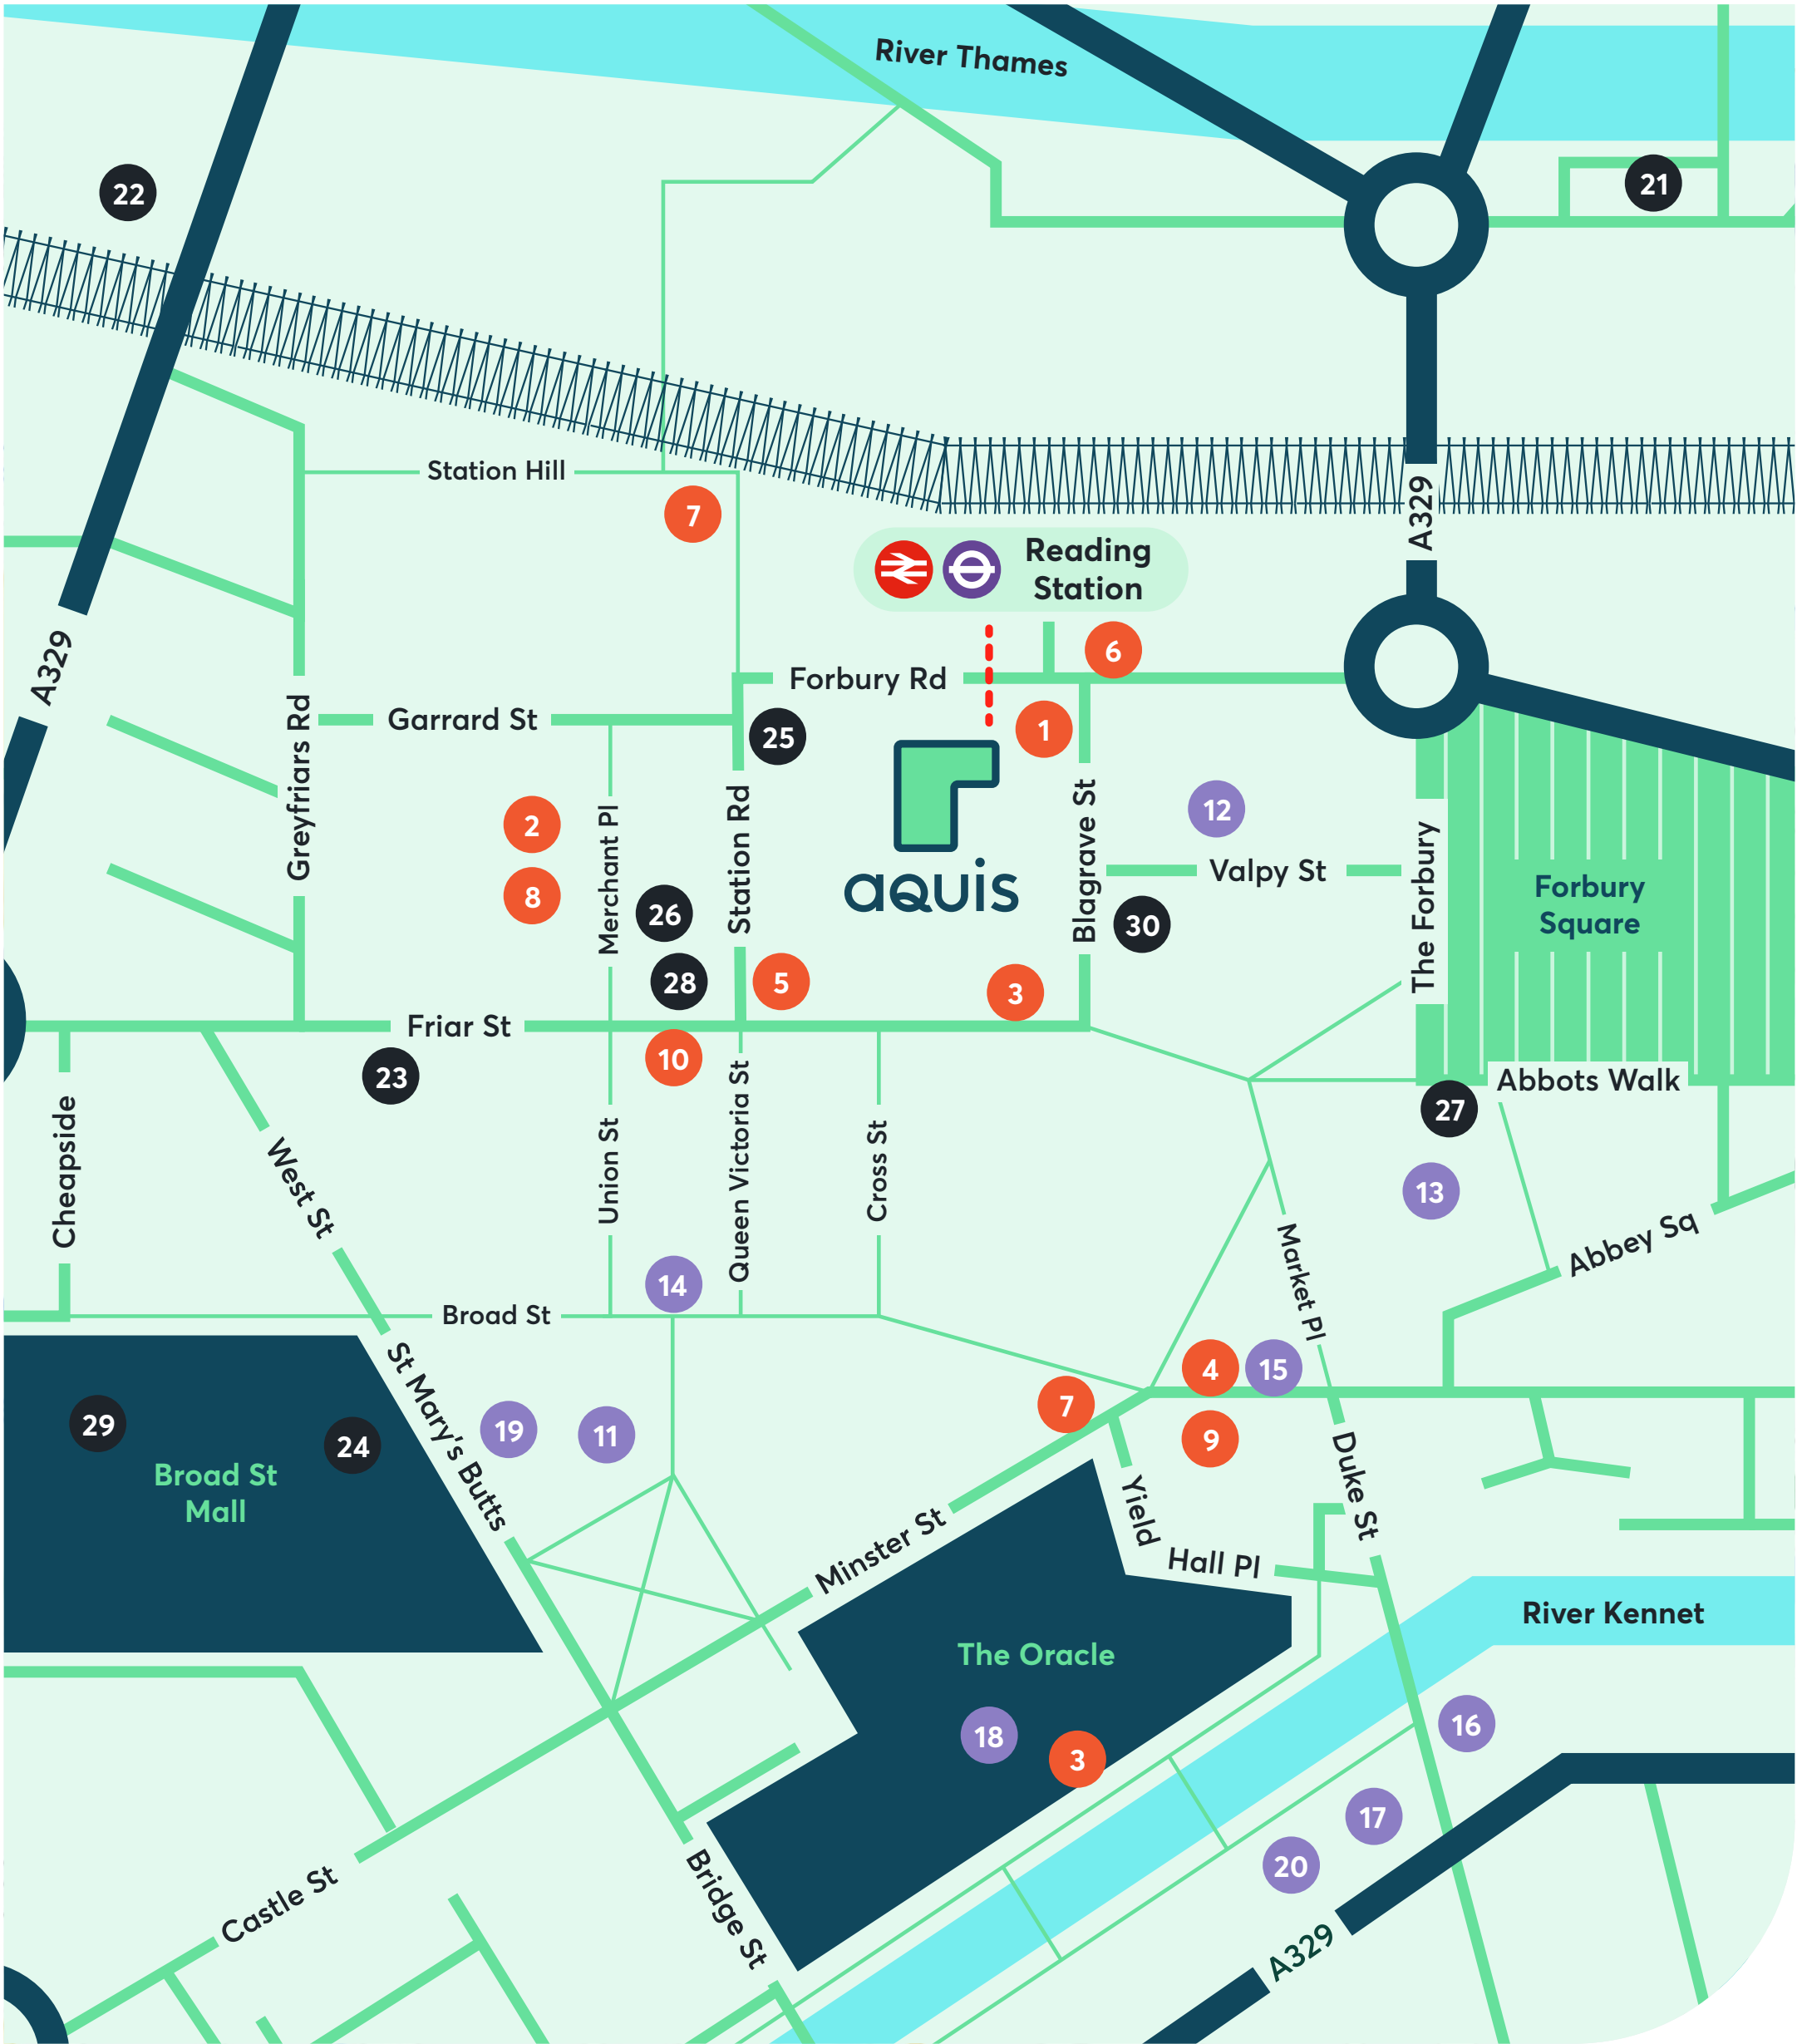 River Thames
22
21
Station Hill
7
A329
Reading
Station
6
A329
Forbury Rd
Garrard St
25
1
Greyfriars Rd
2
8
Merchant Pl
26
28
Station Rd
5
aquis
Blagrave St
12
Valpy St
30
3
The Forbury
Forbury
Square
Friar St
23
10
Abbots Walk
27
13
Cheapside
West St
Union St
Queen Victoria St
Cross St
Market Pl
Abbey Sq
14
Broad St
29
24
Broad St
Mall
St Mary's Butts
19
11
7
4
15
9
Duke St
Minster St
Yield
Hall Pl
River Kennet
The Oracle
18
3
16
17
20
Castle St
Bridge St
A329